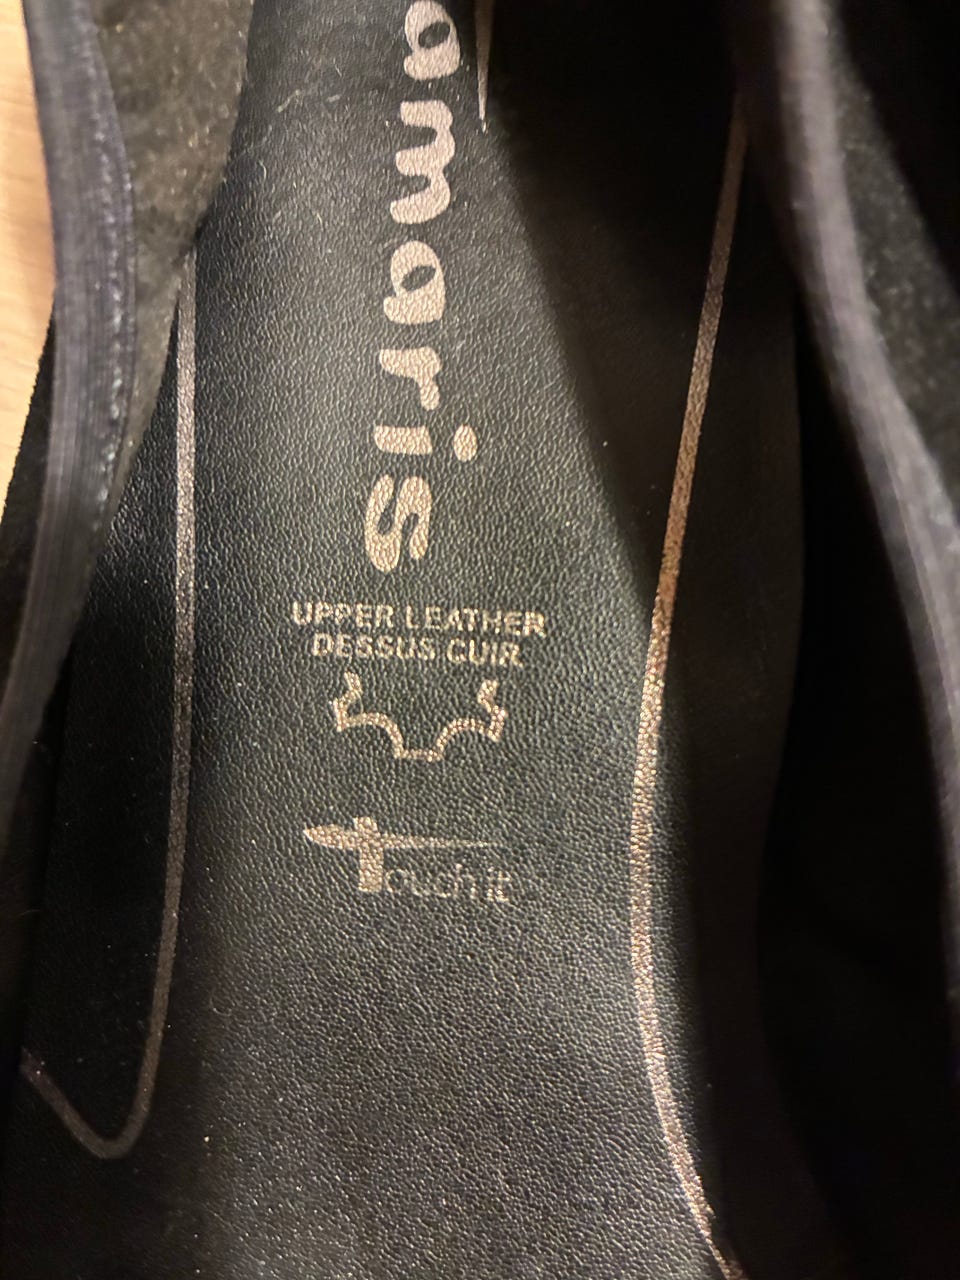 amaris
UPPER LEATHER
DESSUS CUIR
Touch it